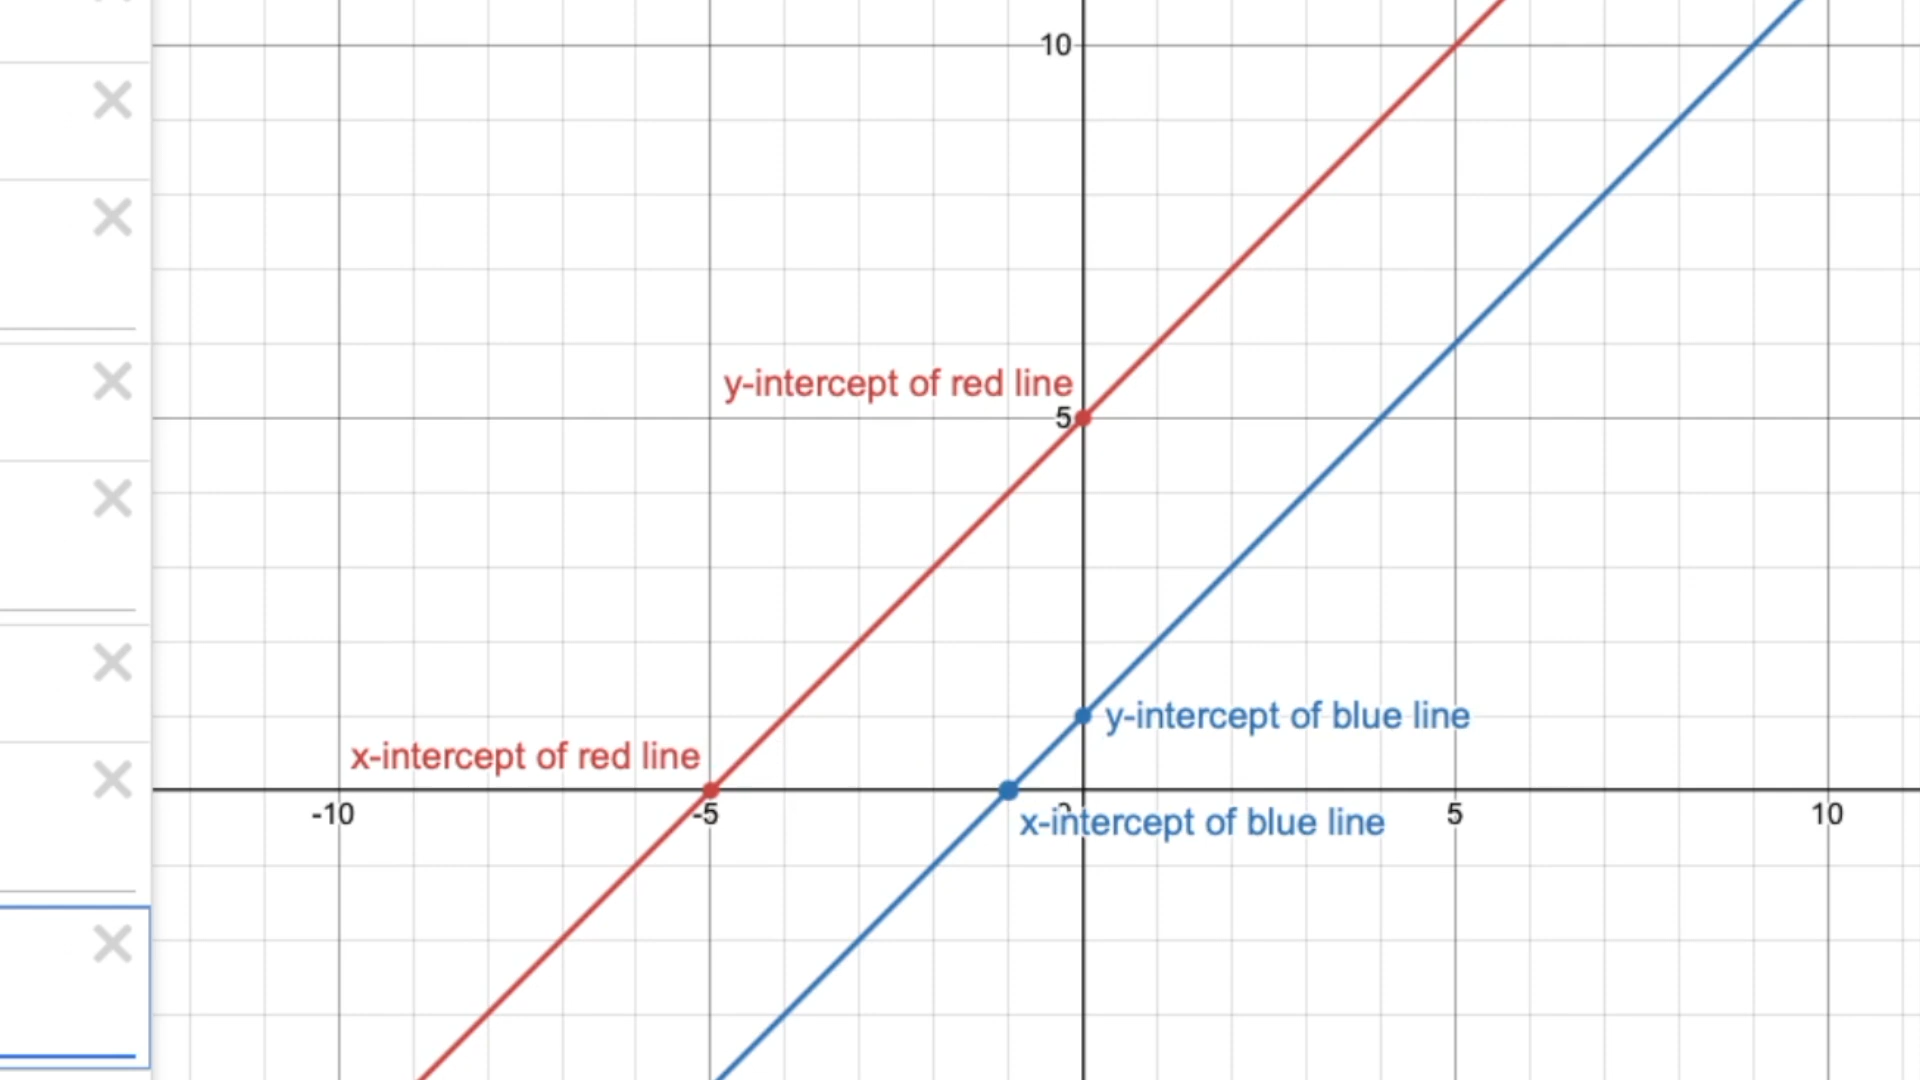 10
y-intercept of red line
5
y-intercept of blue line
x-intercept of red line
-10
-5
x-intercept of blue line
5
10